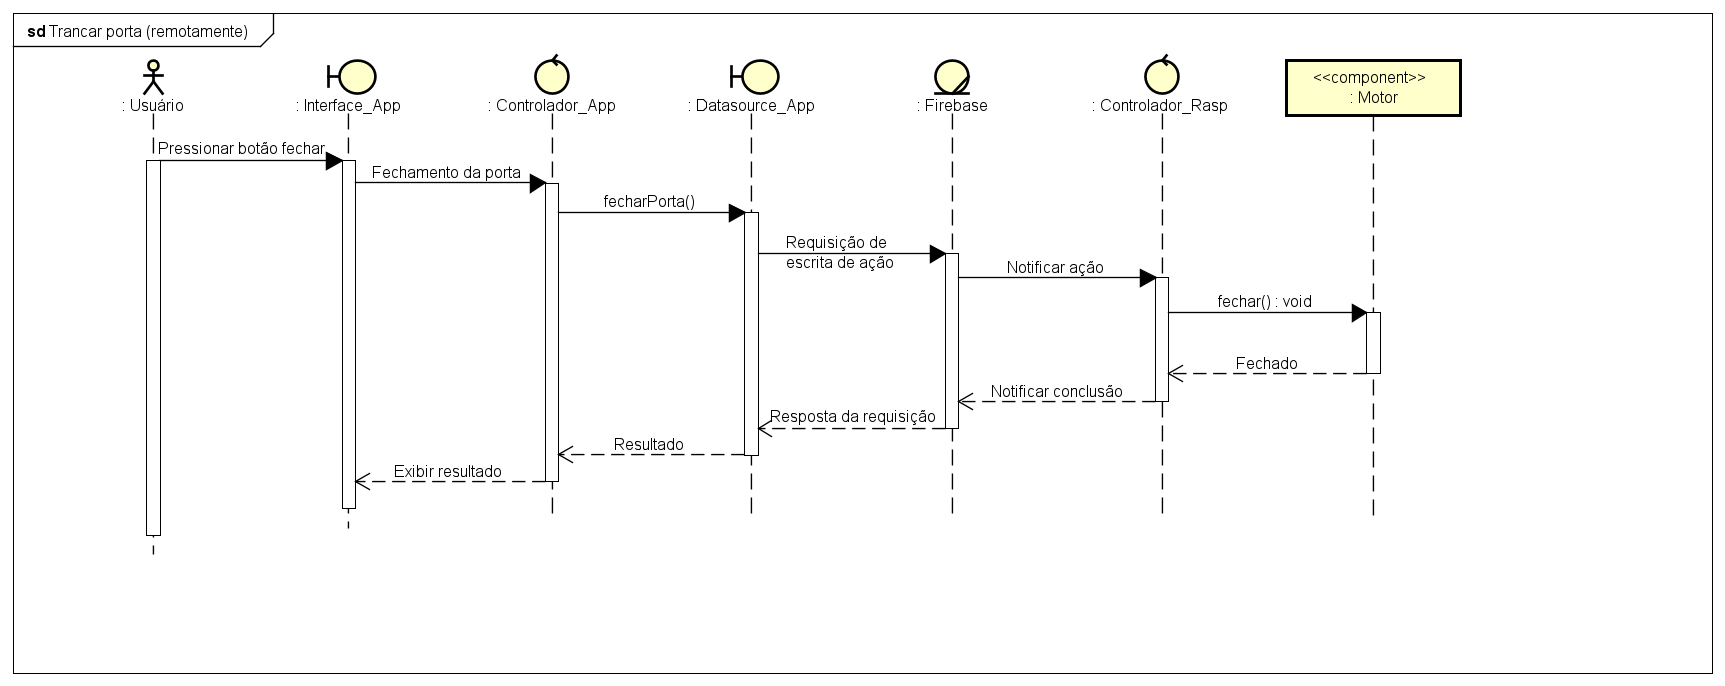 sd Trancar porta (remotamente)
: Usuário
: Interface_App
: Controlador_App
: Datasource_App
: Firebase
: Controlador_Rasp
<<component>>
: Motor
Pressionar botão fechar
Fechamento da porta
fecharPorta()
Requisição de
escrita de ação
Notificar ação
fechar() : void
Fechado
Notificar conclusão
Resposta da requisição
Resultado
Exibir resultado